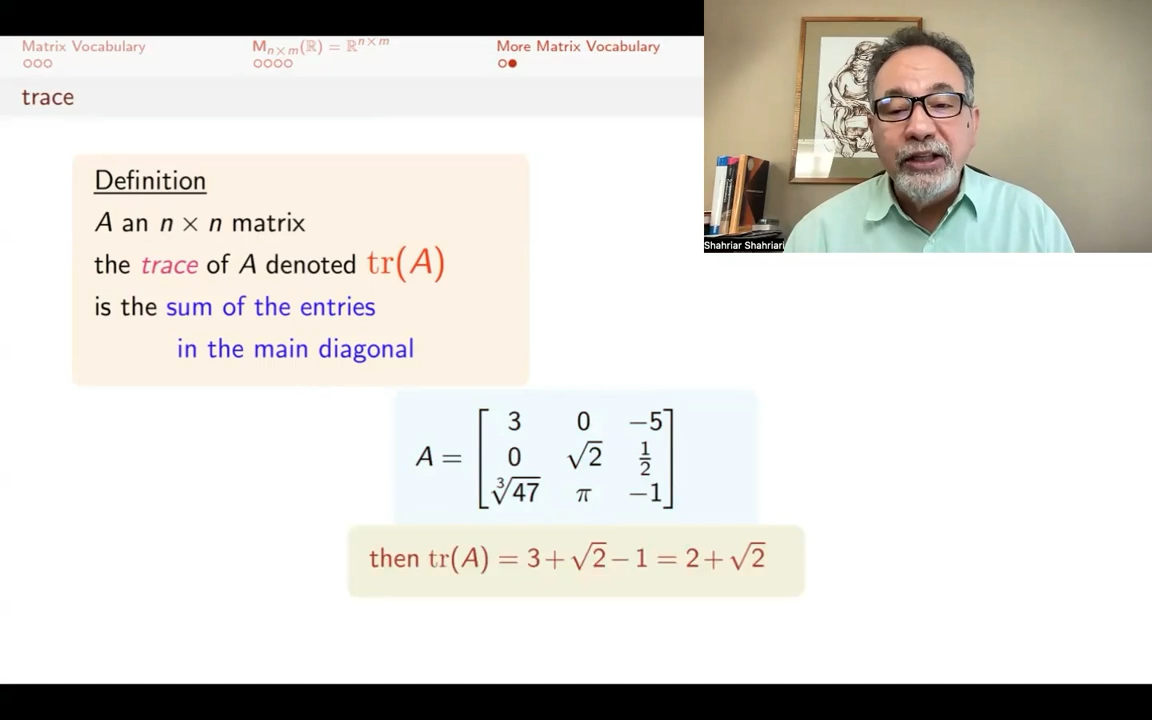 Matrix Vocabulary
M_{n×m}(ℝ) = ℝ^{n×m}
More Matrix Vocabulary
trace
Shahriar Shahriari
Definition
A an n × n matrix
the trace of A denoted tr(A)
is the sum of the entries
in the main diagonal
3 0 −5
A = 0 √2 1/2
∛47 π −1
then tr(A) = 3 + √2 − 1 = 2 + √2